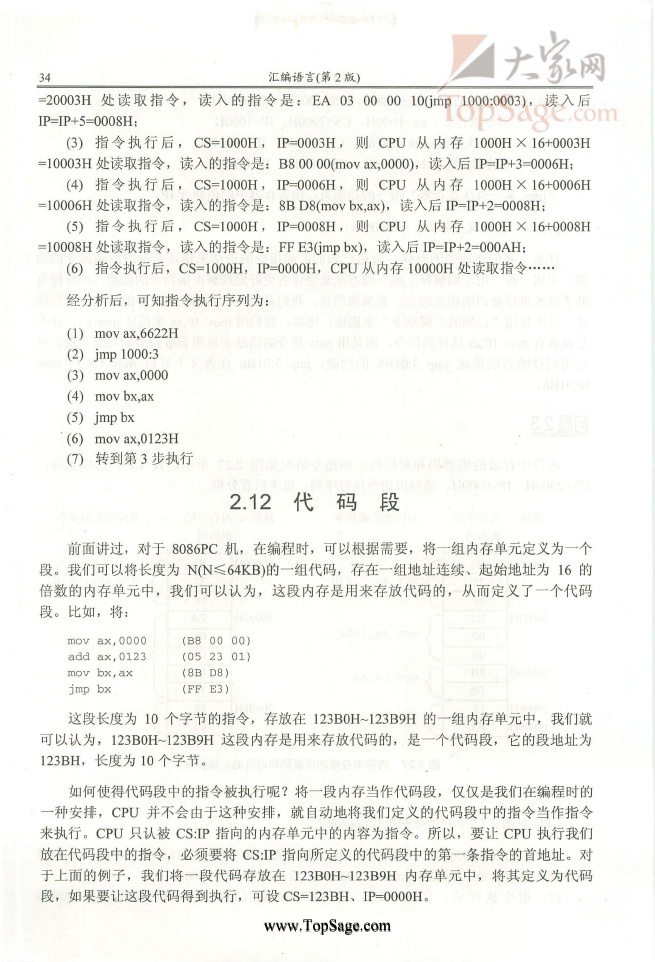 大家网
TopSage.com
34 汇编语言(第 2 版)
=20003H 处读取指令，读入的指令是：EA 03 00 00 10(jmp 1000:0003)，读入后
IP=IP+5=0008H；
(3) 指令执行后，CS=1000H，IP=0003H，则 CPU 从内存 1000H×16+0003H
=10003H 处读取指令，读入的指令是：B8 00 00(mov ax,0000)，读入后 IP=IP+3=0006H；
(4) 指令执行后，CS=1000H，IP=0006H，则 CPU 从内存 1000H×16+0006H
=10006H 处读取指令，读入的指令是：8B D8(mov bx,ax)，读入后 IP=IP+2=0008H；
(5) 指令执行后，CS=1000H，IP=0008H，则 CPU 从内存 1000H×16+0008H
=10008H 处读取指令，读入的指令是：FF E3(jmp bx)，读入后 IP=IP+2=000AH；
(6) 指令执行后，CS=1000H，IP=0000H，CPU 从内存 10000H 处读取指令……
经分析后，可知指令执行序列为：
(1) mov ax,6622H
(2) jmp 1000:3
(3) mov ax,0000
(4) mov bx,ax
(5) jmp bx
(6) mov ax,0123H
(7) 转到第 3 步执行
2.12 代 码 段
前面讲过，对于 8086PC 机，在编程时，可以根据需要，将一组内存单元定义为一个
段。我们可以将长度为 N(N≤64KB)的一组代码，存在一组地址连续、起始地址为 16 的
倍数的内存单元中，我们可以认为，这段内存是用来存放代码的，从而定义了一个代码
段。比如，将：
mov ax,0000 (B8 00 00)
add ax,0123 (05 23 01)
mov bx,ax (8B D8)
jmp bx (FF E3)
这段长度为 10 个字节的指令，存放在 123B0H~123B9H 的一组内存单元中，我们就
可以认为，123B0H~123B9H 这段内存是用来存放代码的，是一个代码段，它的段地址为
123BH，长度为 10 个字节。
如何使得代码段中的指令被执行呢？将一段内存当作代码段，仅仅是我们在编程时的
一种安排，CPU 并不会由于这种安排，就自动地将我们定义的代码段中的指令当作指令
来执行。CPU 只认被 CS:IP 指向的内存单元中的内容为指令。所以，要让 CPU 执行我们
放在代码段中的指令，必须要将 CS:IP 指向所定义的代码段中的第一条指令的首地址。对
于上面的例子，我们将一段代码存放在 123B0H~123B9H 内存单元中，将其定义为代码
段，如果要让这段代码得到执行，可设 CS=123BH、IP=0000H。
www.TopSage.com